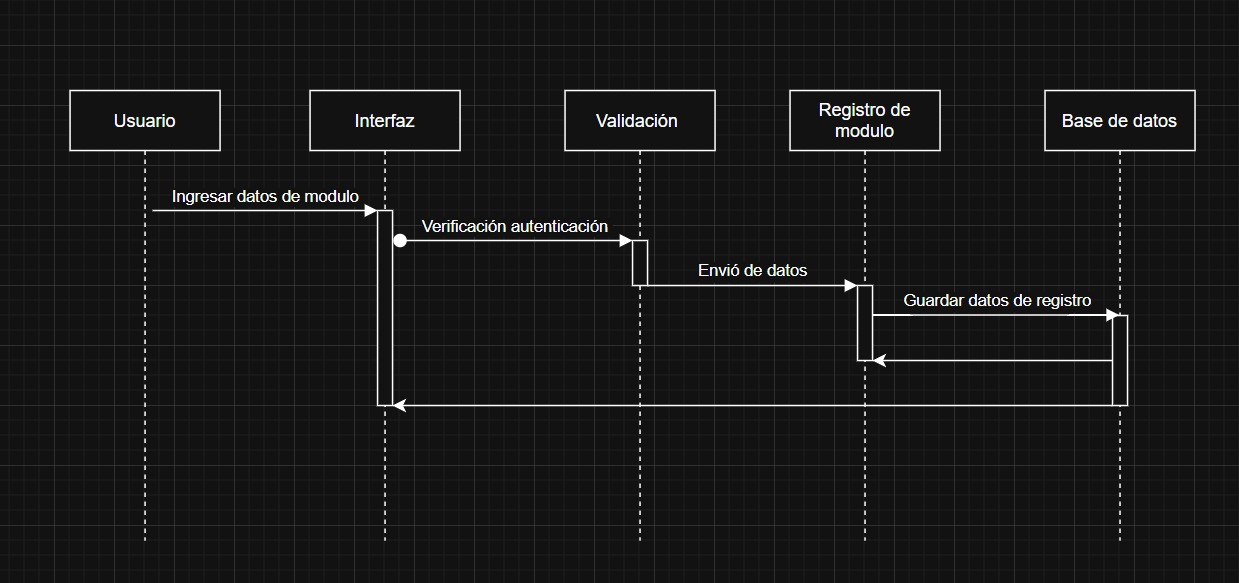 Usuario
Interfaz
Validación
Registro de
modulo
Base de datos
Ingresar datos de modulo
Verificación autenticación
Envió de datos
Guardar datos de registro